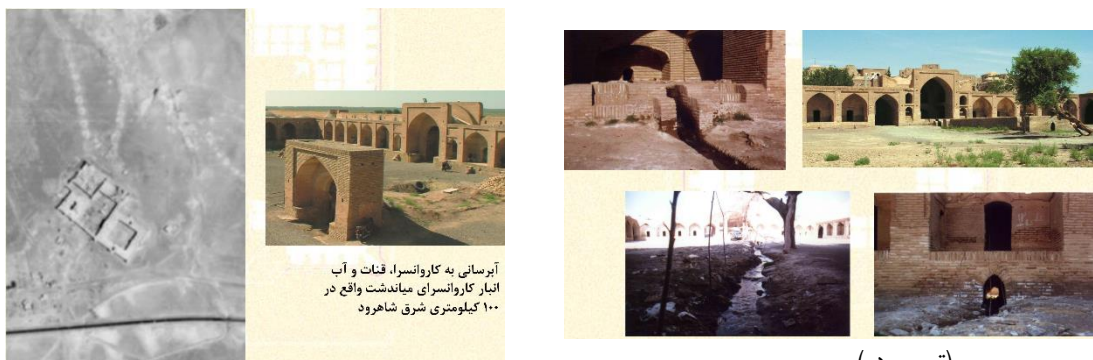 آبرسانی به کاروانسرا، قنات و آب
انبار کاروانسرای میاندشت واقع در
۱۰۰ کیلومتری شرق شاهرود